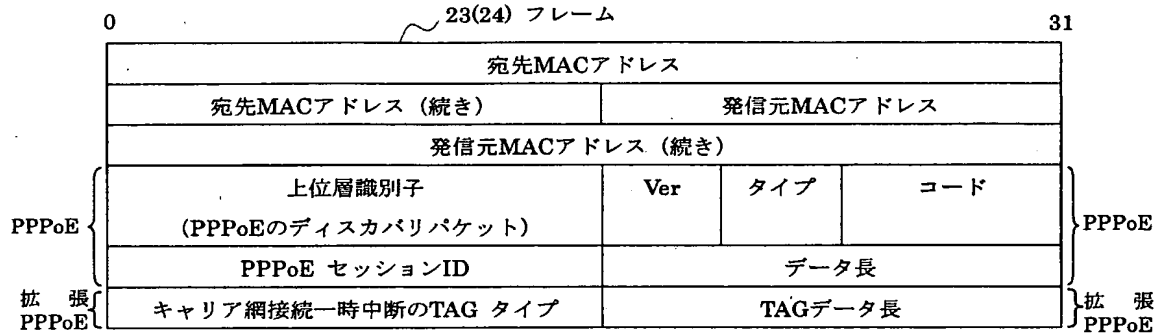 0
23(24) フレーム
31
宛先MACアドレス
宛先MACアドレス (続き)
発信元MACアドレス
発信元MACアドレス (続き)
PPPoE
上位層識別子
(PPPoEのディスカバリパケット)
Ver
タイプ
コード
PPPoE
PPPoE セッションID
データ長
拡 張
PPPoE
キャリア網接続一時中断のTAG タイプ
TAGデータ長
拡 張
PPPoE